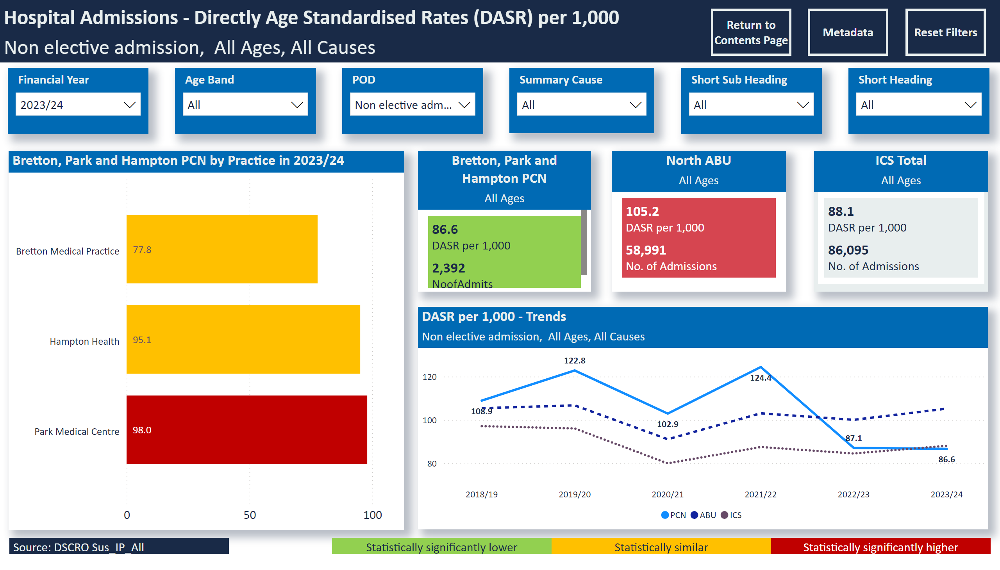 Hospital Admissions - Directly Age Standardised Rates (DASR) per 1,000
Non elective admission,  All Ages, All Causes
Return to
Contents Page
Metadata
Reset Filters
Financial Year
2023/24
Age Band
All
POD
Non elective adm...
Summary Cause
All
Short Sub Heading
All
Short Heading
All
Bretton, Park and Hampton PCN by Practice in 2023/24
Bretton Medical Practice
77.8
Hampton Health
95.1
Park Medical Centre
98.0
0
50
100
Bretton, Park and
Hampton PCN
All Ages
86.6
DASR per 1,000
2,392
NoofAdmits
North ABU
All Ages
105.2
DASR per 1,000
58,991
No. of Admissions
ICS Total
All Ages
88.1
DASR per 1,000
86,095
No. of Admissions
DASR per 1,000 - Trends
Non elective admission,  All Ages, All Causes
120
100
80
108.9
122.8
102.9
124.4
87.1
86.6
2018/19
2019/20
2020/21
2021/22
2022/23
2023/24
PCN
ABU
ICS
Source: DSCRO Sus_IP_All
Statistically significantly lower
Statistically similar
Statistically significantly higher